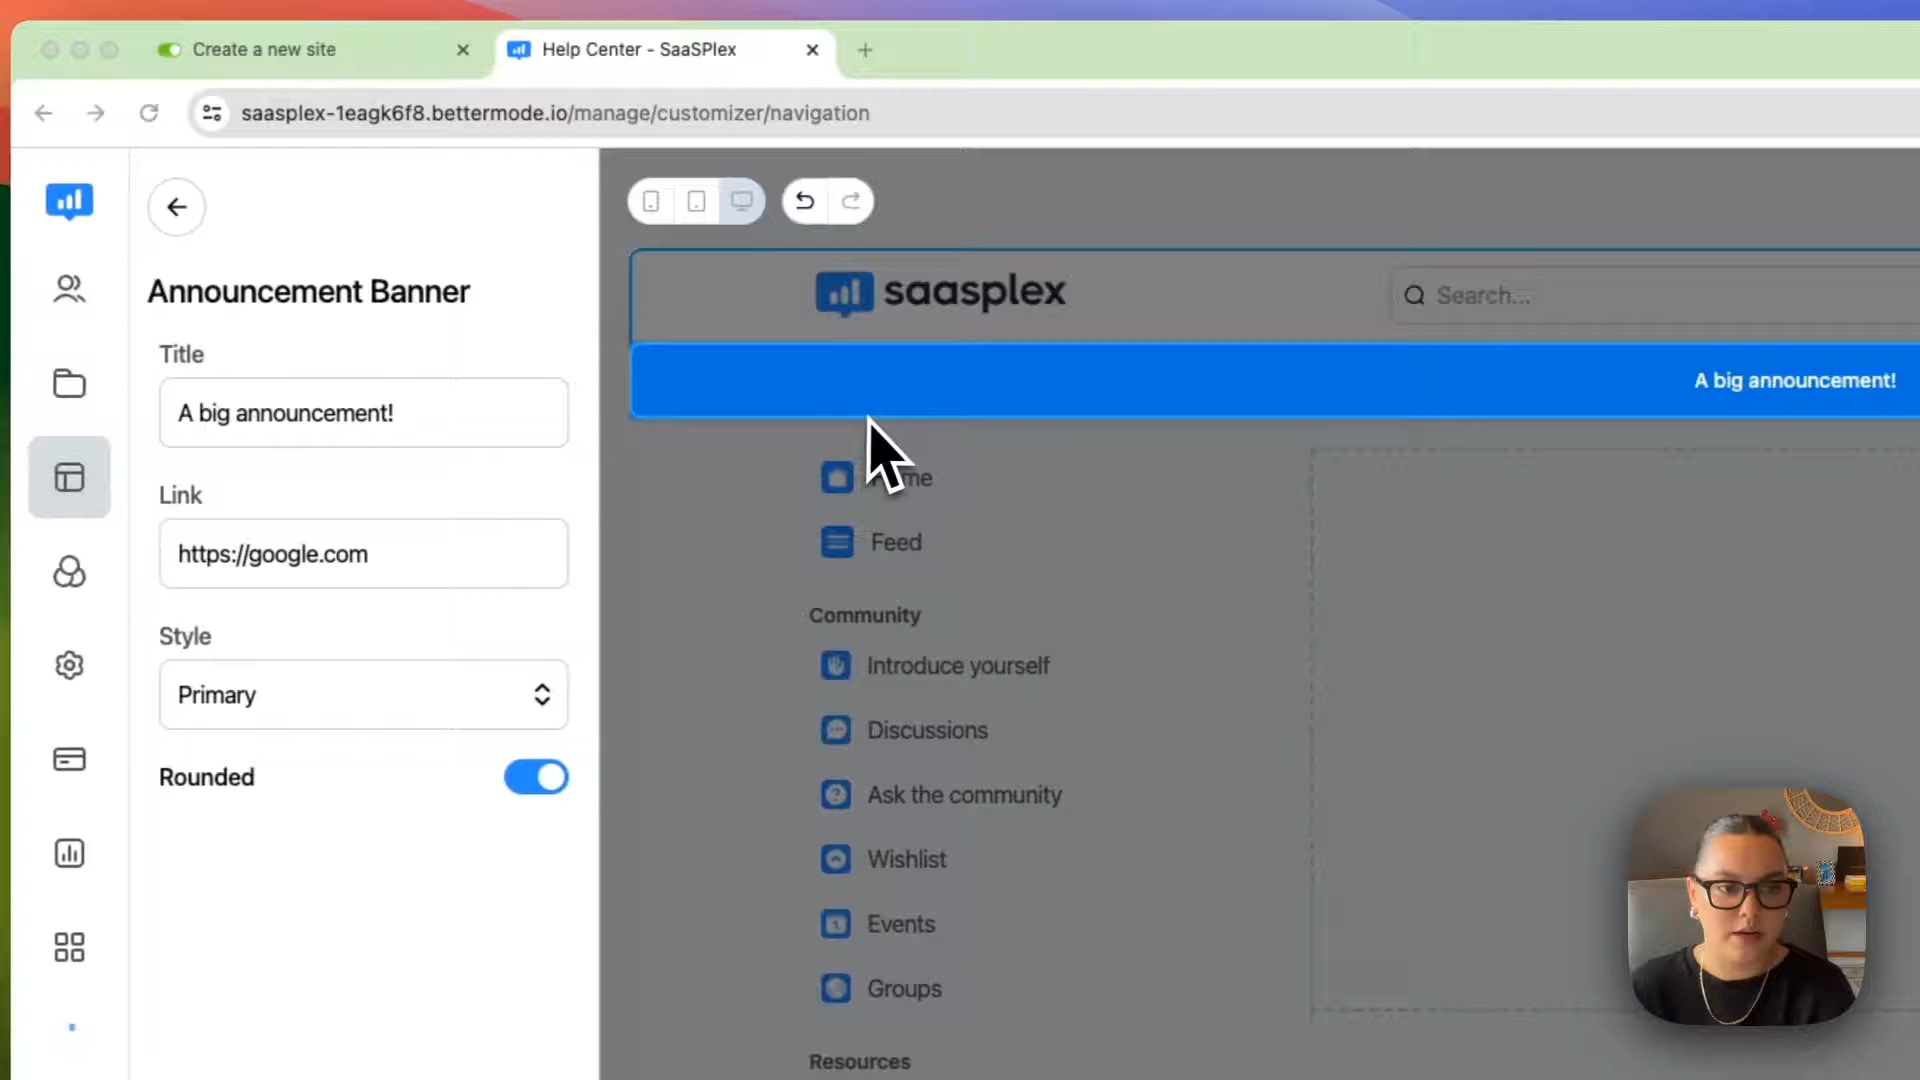 Create a new site
Help Center - SaaSPlex
saasplex-1eagk6f8.bettermode.io/manage/customizer/navigation
Announcement Banner
Title
A big announcement!
Link
https://google.com
Style
Primary
Rounded
saasplex
Search...
A big announcement!
Feed
Community
Introduce yourself
Discussions
Ask the community
Wishlist
Events
Groups
Resources